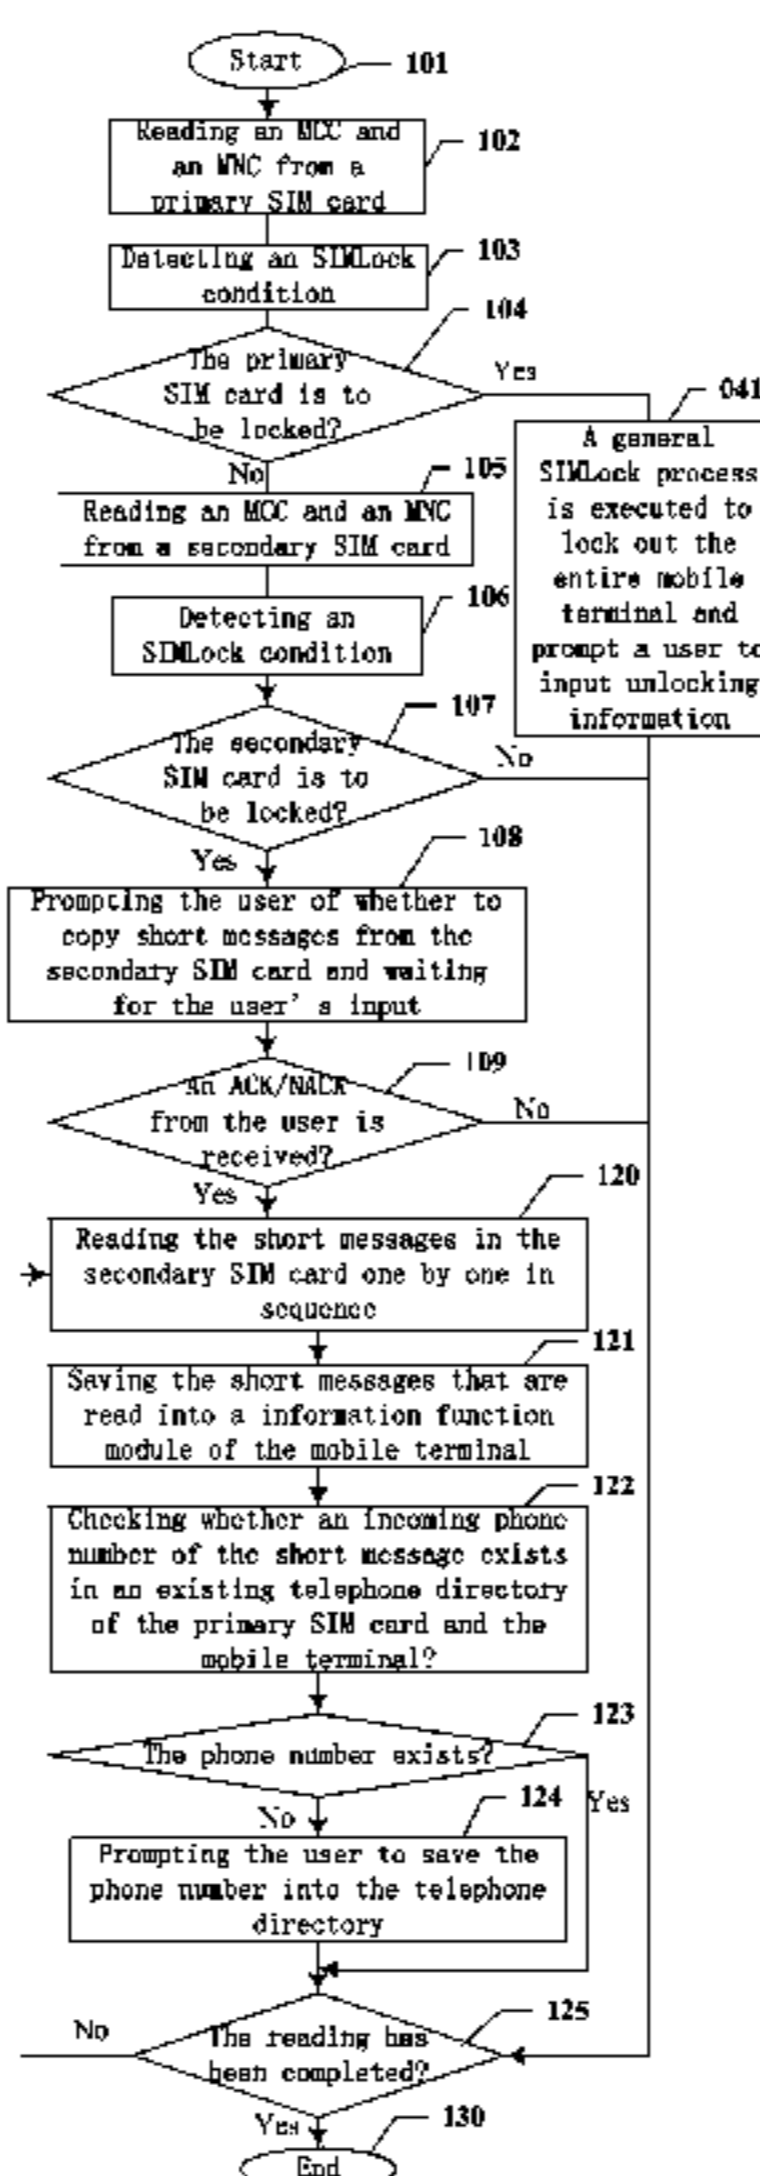 Start
101
Reading an MCC and
an MNC from a
primary SIM card
102
Detecting an SIMLock
condition
103
104
The primary
SIM card is to
be locked?
Yes
No
041
A general
SIMLock process
is executed to
lock out the
entire mobile
terminal and
prompt a user to
input unlocking
information
105
Reading an MCC and an MNC
from a secondary SIM card
106
Detecting an
SIMLock condition
107
The secondary
SIM card is to
be locked?
No
Yes
108
Prompting the user of whether to
copy short messages from the
secondary SIM card and waiting
for the user's input
109
An ACK/NACK
from the user is
received?
No
Yes
120
Reading the short messages in the
secondary SIM card one by one in
sequence
121
Saving the short messages that are
read into a information function
module of the mobile terminal
122
Checking whether an incoming phone
number of the short message exists
in an existing telephone directory
of the primary SIM card and the
mobile terminal?
123
The phone number exists?
Yes
No
124
Prompting the user to save the
phone number into the telephone
directory
125
The reading has
been completed?
No
Yes
130
End